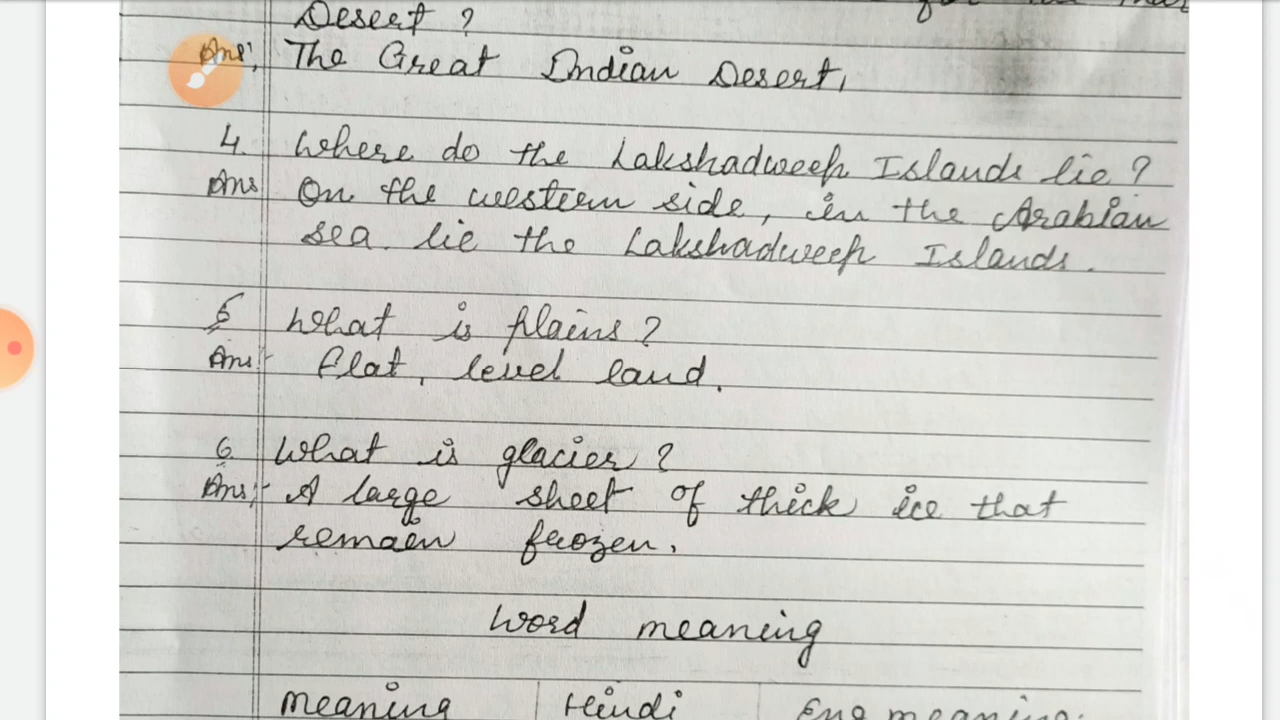 Desert ?
Ans', The Great Indian Desert,
4. Where do the Lakshadweep Islands lie ?
Ans On the western side, in the Arabian
sea. lie the Lakshadweep Islands.
5 What is plains ?
Ans:- flat, level land.
6 What is glacier ?
Ans:- A large sheet of thick ice that
remain frozen.
Word meaning
meaning Hindi Eng meaning.